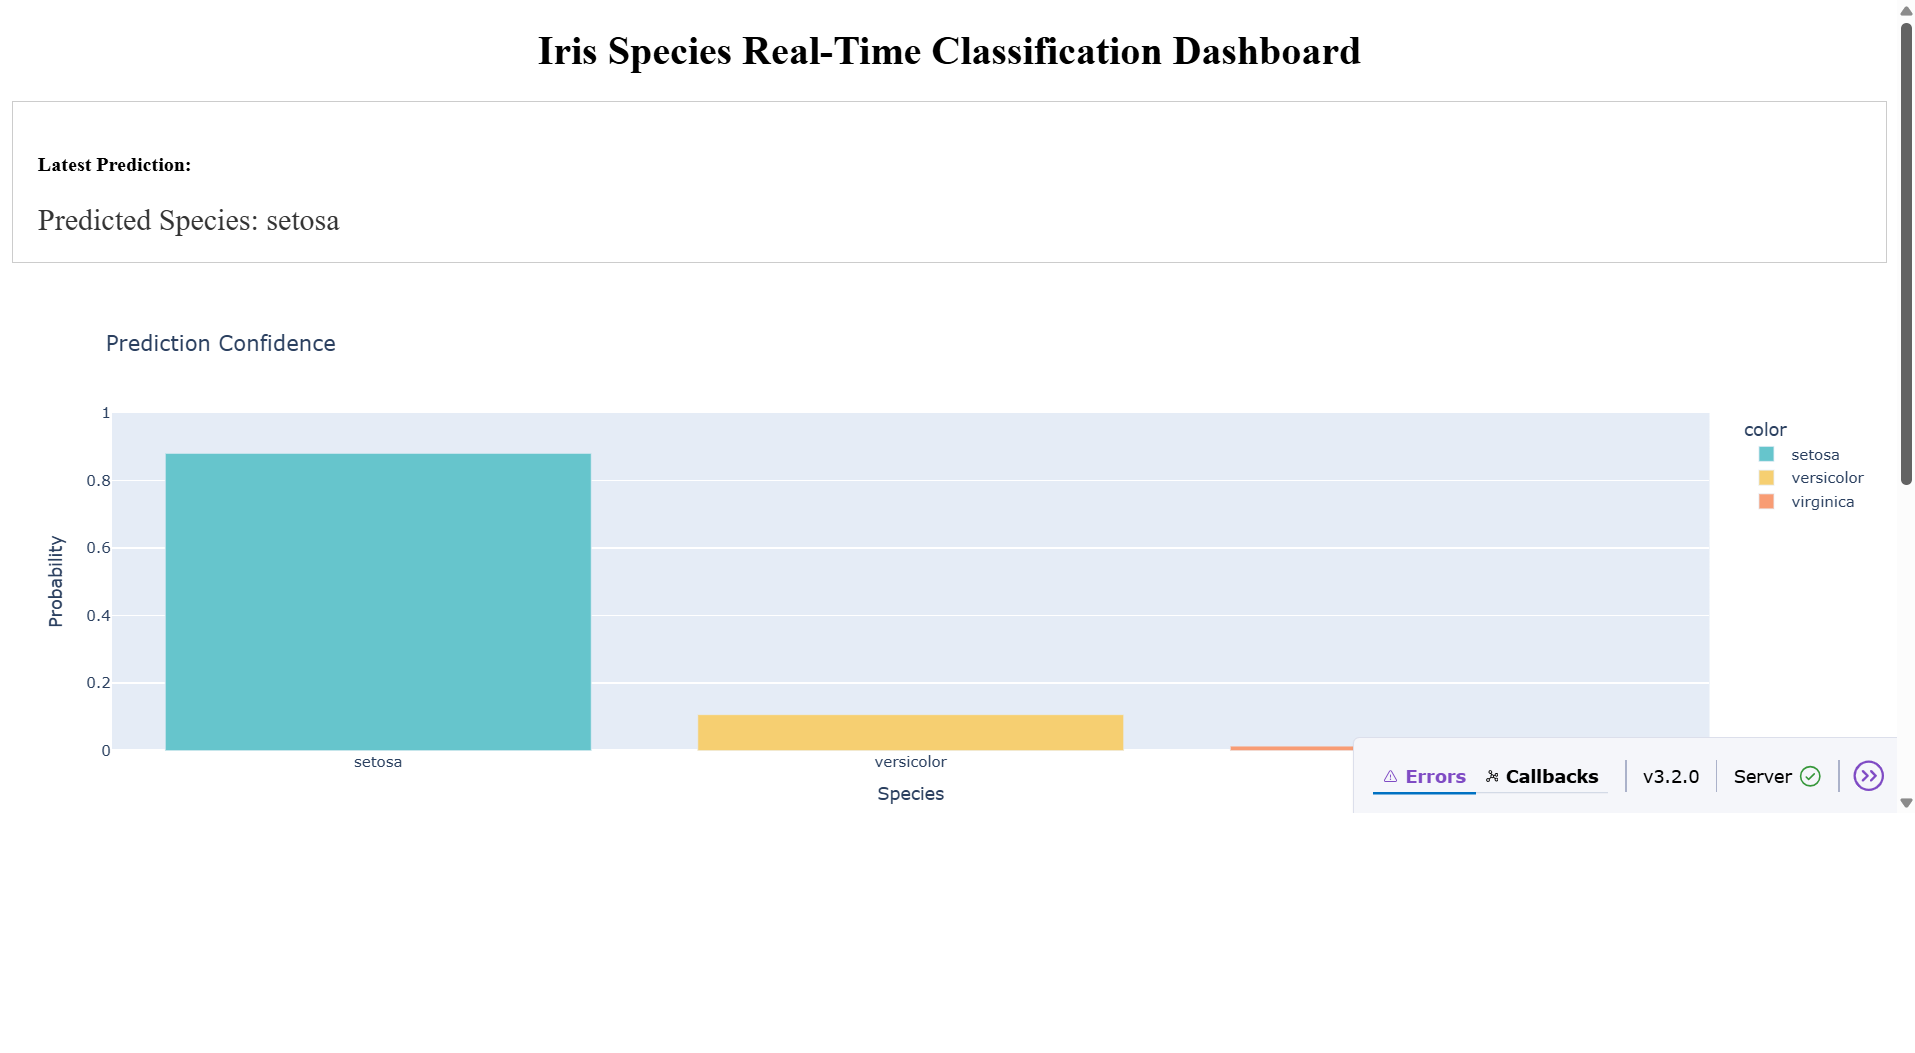 Iris Species Real-Time Classification Dashboard
Latest Prediction:
Predicted Species: setosa
Prediction Confidence
1
0.8
0.6
0.4
0.2
0
Probability
setosa
versicolor
Species
color
setosa
versicolor
virginica
Errors
Callbacks
v3.2.0
Server